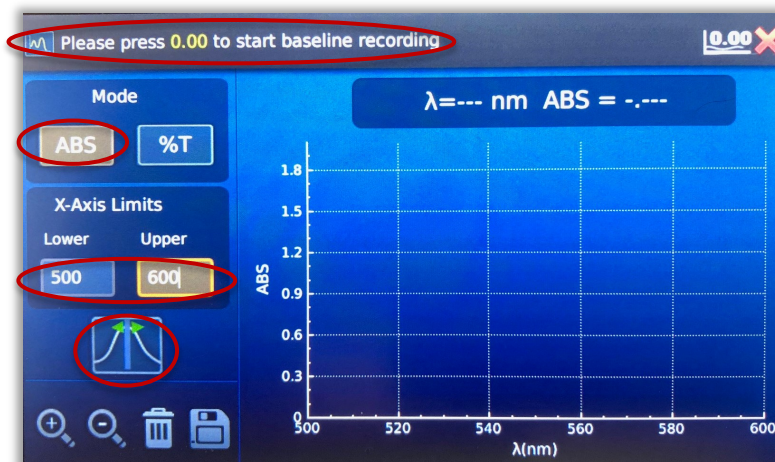 Please press 0.00 to start baseline recording
0.00
Mode
ABS %T
X-Axis Limits
Lower Upper
500 600
λ=--- nm ABS = -.---
ABS
1.8
1.5
1.2
0.9
0.6
0.3
0
500 520 540 560 580 600
λ(nm)